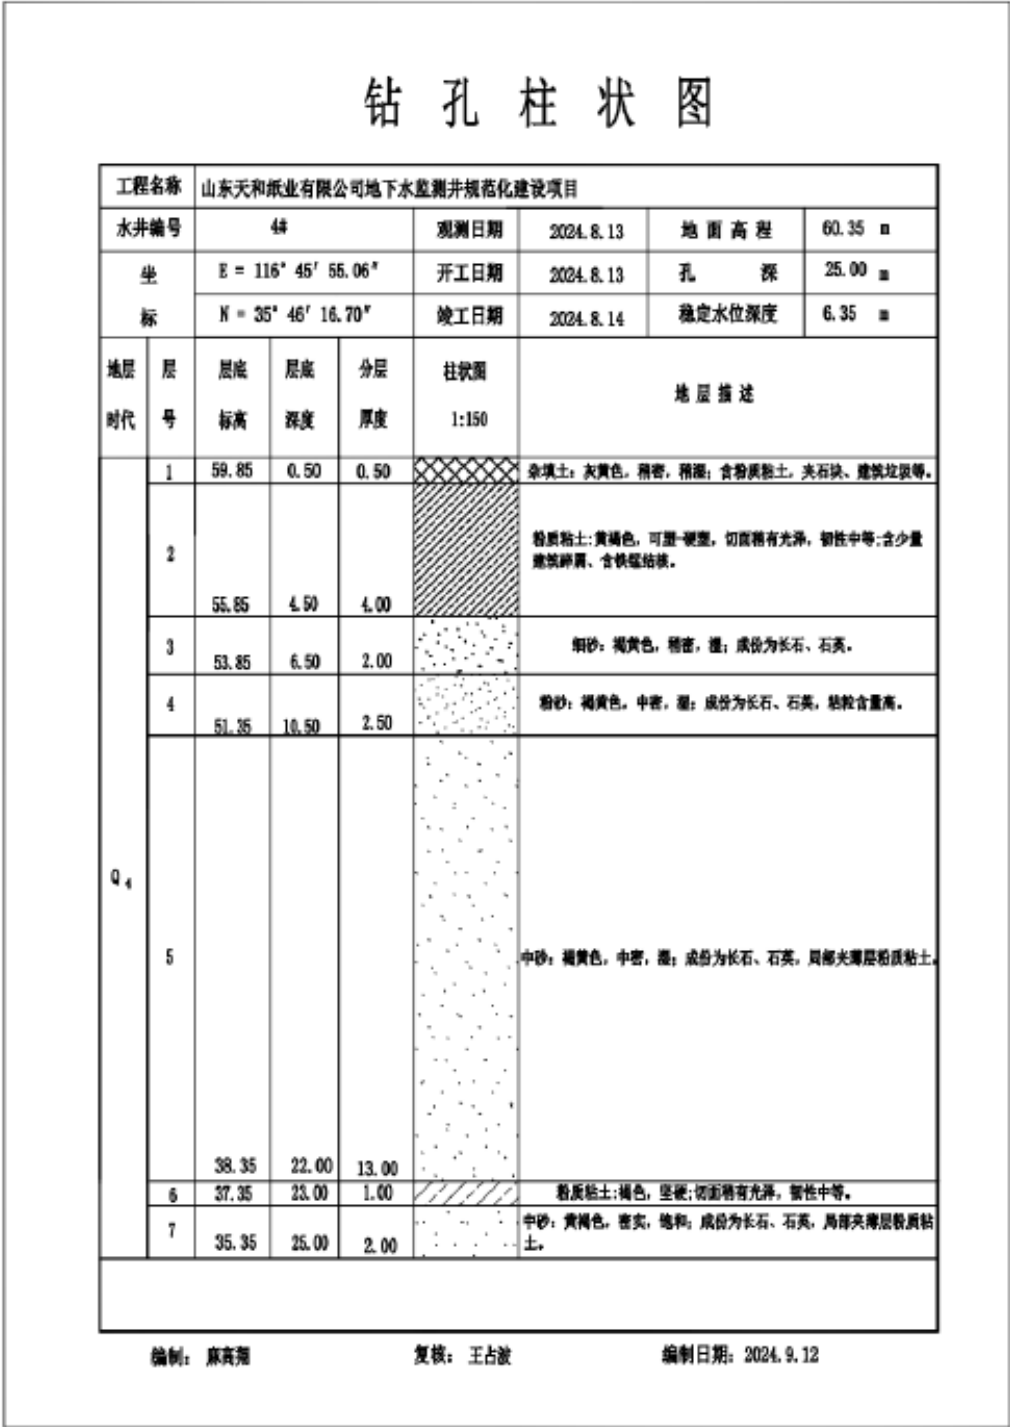 钻孔柱状图
工程名称 山东天和纸业有限公司地下水监测井规范化建设项目
水井编号 4# 观测日期 2024.8.13 地面高程 60.35 m
坐标 E = 116° 45′ 55.06″ 开工日期 2024.8.13 孔深 25.00 m
N = 35° 46′ 16.70″ 竣工日期 2024.8.14 稳定水位深度 6.35 m
地层时代 层号 层底标高 层底深度 分层厚度 柱状图 1:150 地层描述
Q4
1 59.85 0.50 0.50 杂填土：灰黄色，稍密，稍湿；含粉质粘土，夹石块、建筑垃圾等。
2 55.85 4.50 4.00 粉质粘土:黄褐色，可塑-硬塑，切面稍有光泽，韧性中等;含少量
建筑碎屑、含铁锰结核。
3 53.85 6.50 2.00 细砂：褐黄色，稍密，湿；成份为长石、石英。
4 51.35 10.50 2.50 粉砂：褐黄色，中密，湿；成份为长石、石英，粘粒含量高。
5 38.35 22.00 13.00 中砂：褐黄色，中密，湿；成份为长石、石英，局部夹薄层粉质粘土。
6 37.35 23.00 1.00 粉质粘土:褐色，坚硬;切面稍有光泽，韧性中等。
7 35.35 25.00 2.00 中砂：黄褐色，密实，饱和；成份为长石、石英，局部夹薄层粉质粘
土。
编制：麻高翔 复核：王占波 编制日期：2024.9.12